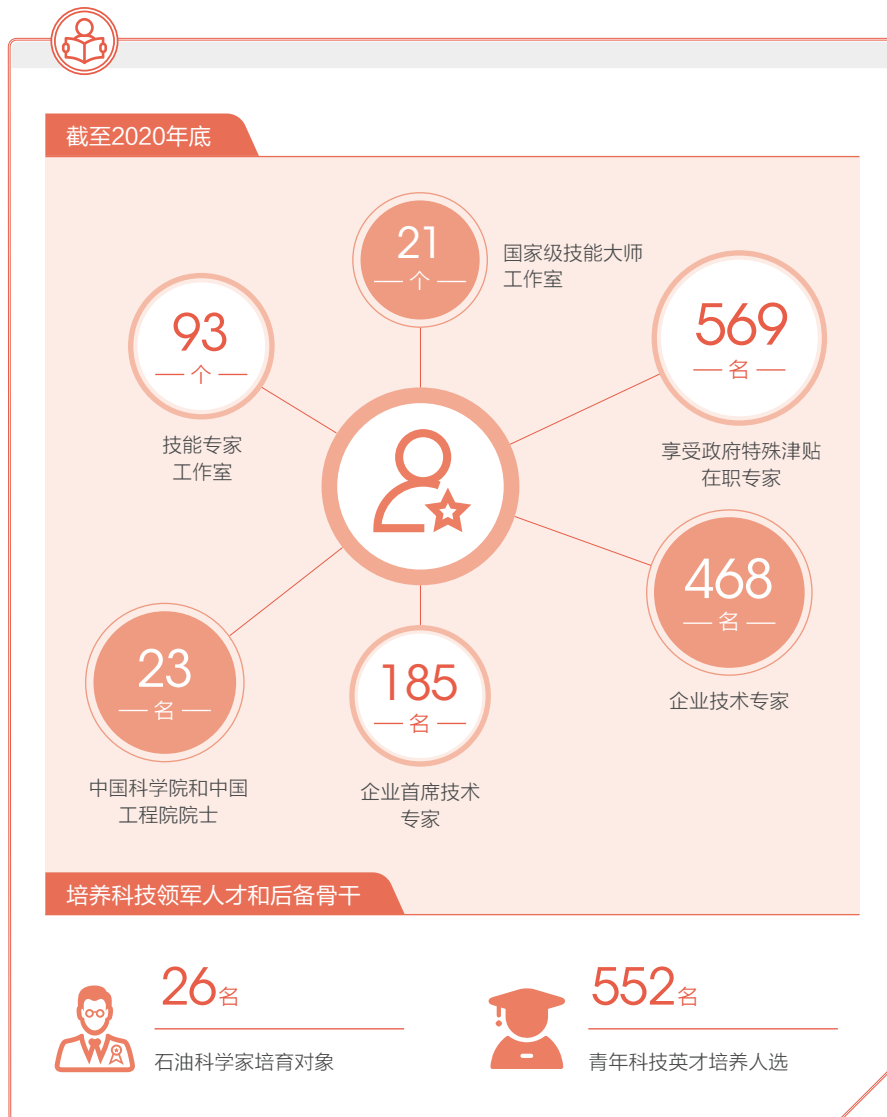 截至2020年底
21
个
国家级技能大师
工作室
93
个
技能专家
工作室
569
名
享受政府特殊津贴
在职专家
468
名
企业技术专家
23
名
中国科学院和中国
工程院院士
185
名
企业首席技术
专家
培养科技领军人才和后备骨干
26名
石油科学家培育对象
552名
青年科技英才培养人选